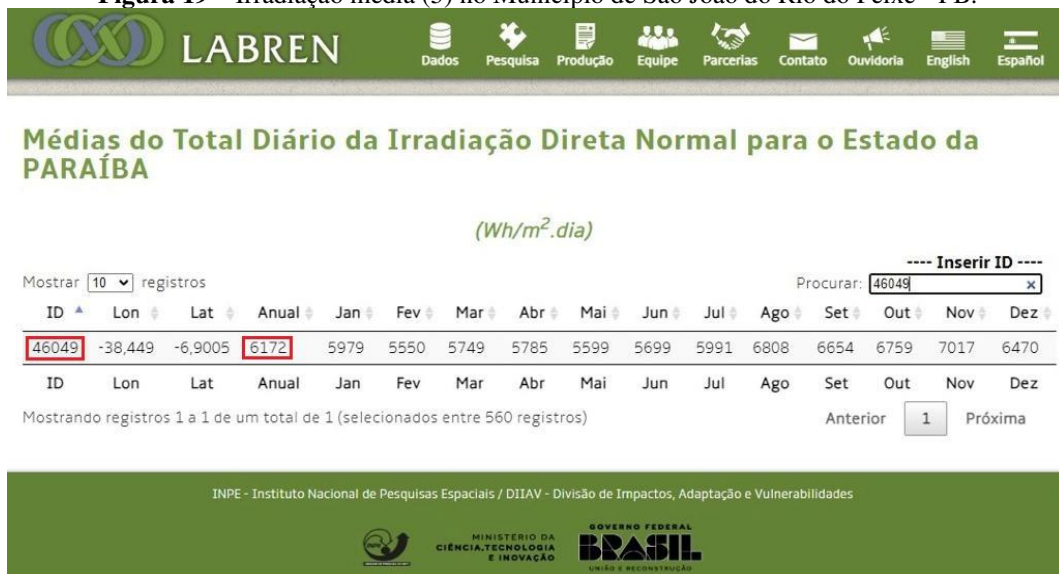 Figura 19 – Irradiação média (5) no Município de São João do Rio do Peixe - PB.
LABREN
Dados Pesquisa Produção Equipe Parcerias Contato Ouvidoria English Español
Médias do Total Diário da Irradiação Direta Normal para o Estado da
PARAÍBA
(Wh/m².dia)
---- Inserir ID ----
Mostrar 10 registros Procurar: 46049 x
ID Lon Lat Anual Jan Fev Mar Abr Mai Jun Jul Ago Set Out Nov Dez
46049 -38,449 -6,9005 6172 5979 5550 5749 5785 5599 5699 5991 6808 6654 6759 7017 6470
ID Lon Lat Anual Jan Fev Mar Abr Mai Jun Jul Ago Set Out Nov Dez
Mostrando registros 1 a 1 de um total de 1 (selecionados entre 560 registros) Anterior 1 Próxima
INPE - Instituto Nacional de Pesquisas Espaciais / DIIAV - Divisão de Impactos, Adaptação e Vulnerabilidades
MINISTÉRIO DA
CIÊNCIA, TECNOLOGIA
E INOVAÇÃO
GOVERNO FEDERAL
BRASIL
UNIÃO E RECONSTRUÇÃO